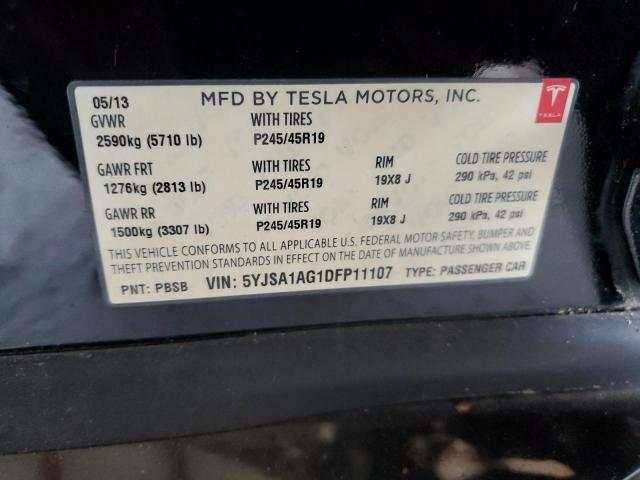 05/13 MFD BY TESLA MOTORS, INC.
TESLA
GVWR WITH TIRES
2590kg (5710 lb) P245/45R19
GAWR FRT WITH TIRES RIM COLD TIRE PRESSURE
1276kg (2813 lb) P245/45R19 19X8 J 290 kPa, 42 psi
GAWR RR WITH TIRES RIM COLD TIRE PRESSURE
1500kg (3307 lb) P245/45R19 19X8 J 290 kPa, 42 psi
THIS VEHICLE CONFORMS TO ALL APPLICABLE U.S. FEDERAL MOTOR SAFETY, BUMPER AND
THEFT PREVENTION STANDARDS IN EFFECT ON THE DATE OF MANUFACTURE SHOWN ABOVE.
PNT: PBSB VIN: 5YJSA1AG1DFP11107 TYPE: PASSENGER CAR